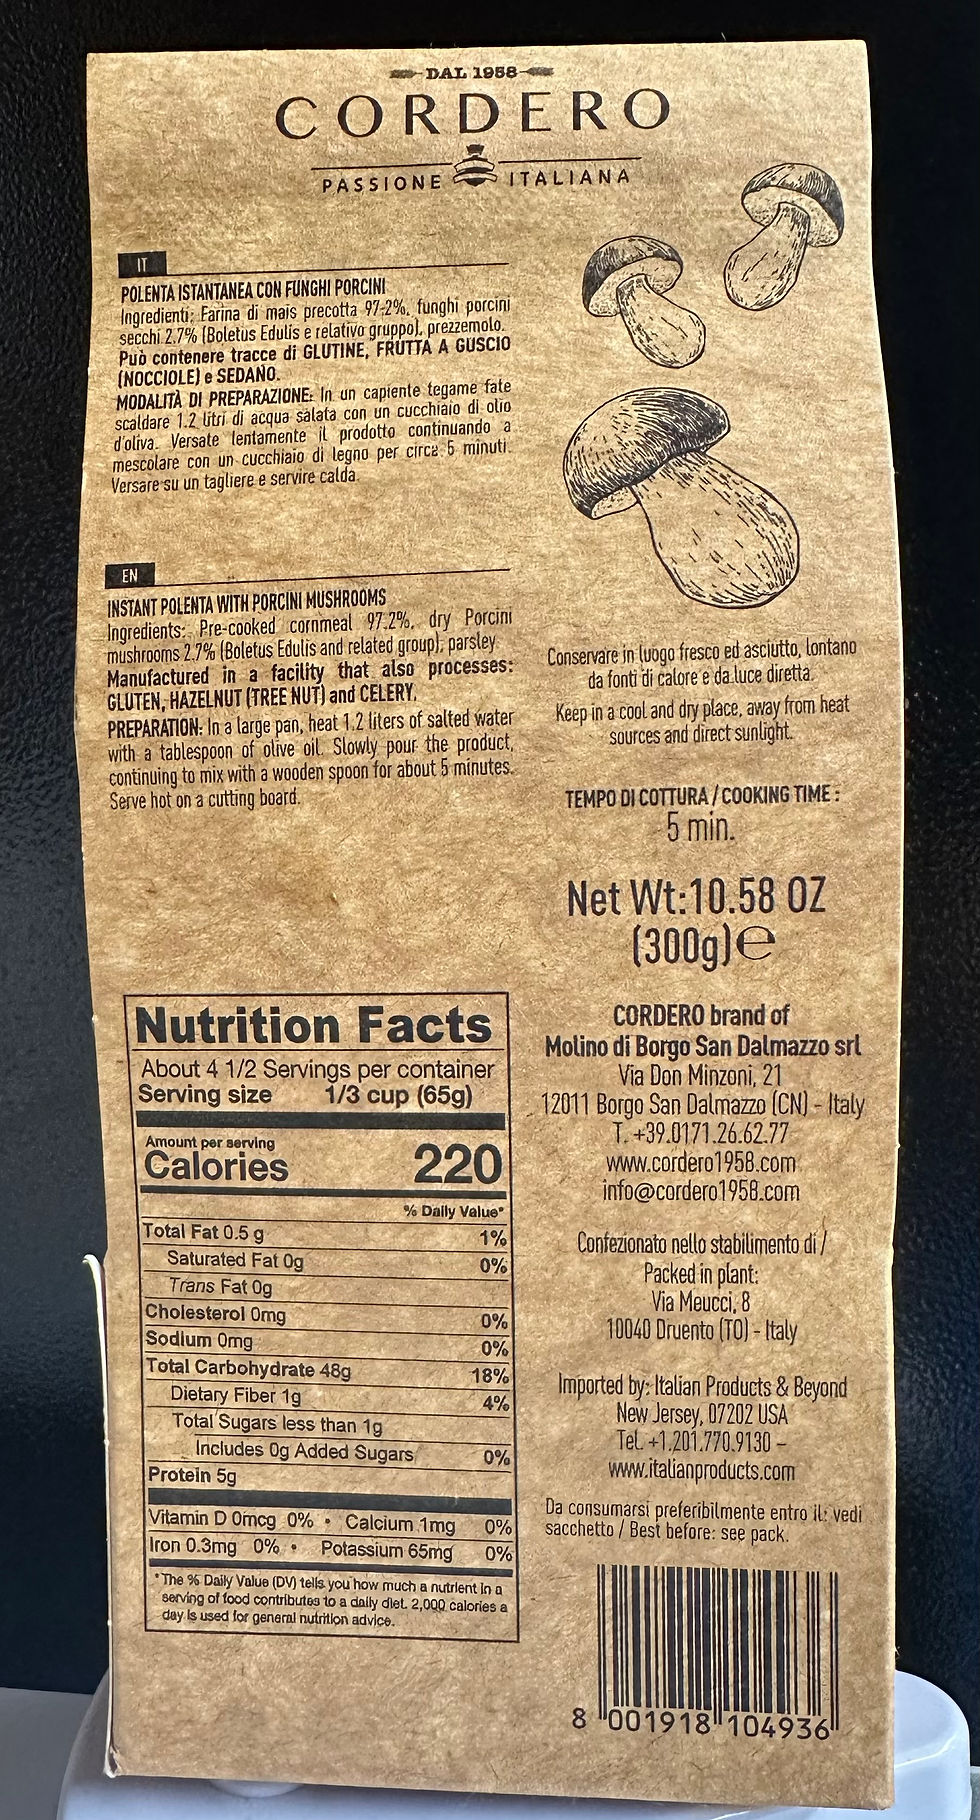 DAL 1958
CORDERO
PASSIONE ITALIANA
IT
POLENTA ISTANTANEA CON FUNGHI PORCINI
Ingredienti: Farina di mais precotta 97,2%, funghi porcini
secchi 2.7% (Boletus Edulis e relativo gruppo), prezzemolo.
Può contenere tracce di GLUTINE, FRUTTA A GUSCIO
(NOCCIOLE) e SEDANO.
MODALITÀ DI PREPARAZIONE: In un capiente tegame fate
scaldare 1.2 litri di acqua salata con un cucchiaio di olio
d'oliva. Versate lentamente il prodotto continuando a
mescolare con un cucchiaio di legno per circa 5 minuti.
Versare su un tagliere e servire calda.
EN
INSTANT POLENTA WITH PORCINI MUSHROOMS
Ingredients: Pre-cooked cornmeal 97.2%, dry Porcini
mushrooms 2.7% (Boletus Edulis and related group), parsley
Manufactured in a facility that also processes:
GLUTEN, HAZELNUT (TREE NUT) and CELERY.
PREPARATION: In a large pan, heat 1.2 liters of salted water
with a tablespoon of olive oil. Slowly pour the product,
continuing to mix with a wooden spoon for about 5 minutes.
Serve hot on a cutting board.
Conservare in luogo fresco ed asciutto, lontano
da fonti di calore e da luce diretta.
Keep in a cool and dry place, away from heat
sources and direct sunlight.
TEMPO DI COTTURA / COOKING TIME :
5 min.
Net Wt:10.58 OZ
(300g)℮
Nutrition Facts
About 4 1/2 Servings per container
Serving size 1/3 cup (65g)
Amount per serving
Calories 220
% Daily Value*
Total Fat 0.5 g 1%
Saturated Fat 0g 0%
Trans Fat 0g
Cholesterol 0mg 0%
Sodium 0mg 0%
Total Carbohydrate 48g 18%
Dietary Fiber 1g 4%
Total Sugars less than 1g
Includes 0g Added Sugars 0%
Protein 5g
Vitamin D 0mcg 0% • Calcium 1mg 0%
Iron 0.3mg 0% • Potassium 65mg 0%
*The % Daily Value (DV) tells you how much a nutrient in a
serving of food contributes to a daily diet. 2,000 calories a
day is used for general nutrition advice.
CORDERO brand of
Molino di Borgo San Dalmazzo srl
Via Don Minzoni, 21
12011 Borgo San Dalmazzo (CN) - Italy
T. +39.0171.26.62.77
www.cordero1958.com
info@cordero1958.com
Confezionato nello stabilimento di /
Packed in plant:
Via Meucci, 8
10040 Druento (TO) - Italy
Imported by: Italian Products & Beyond
New Jersey, 07202 USA
Tel. +1.201.770.9130 -
www.italianproducts.com
Da consumarsi preferibilmente entro il: vedi
sacchetto / Best before: see pack.
8 001918 104936